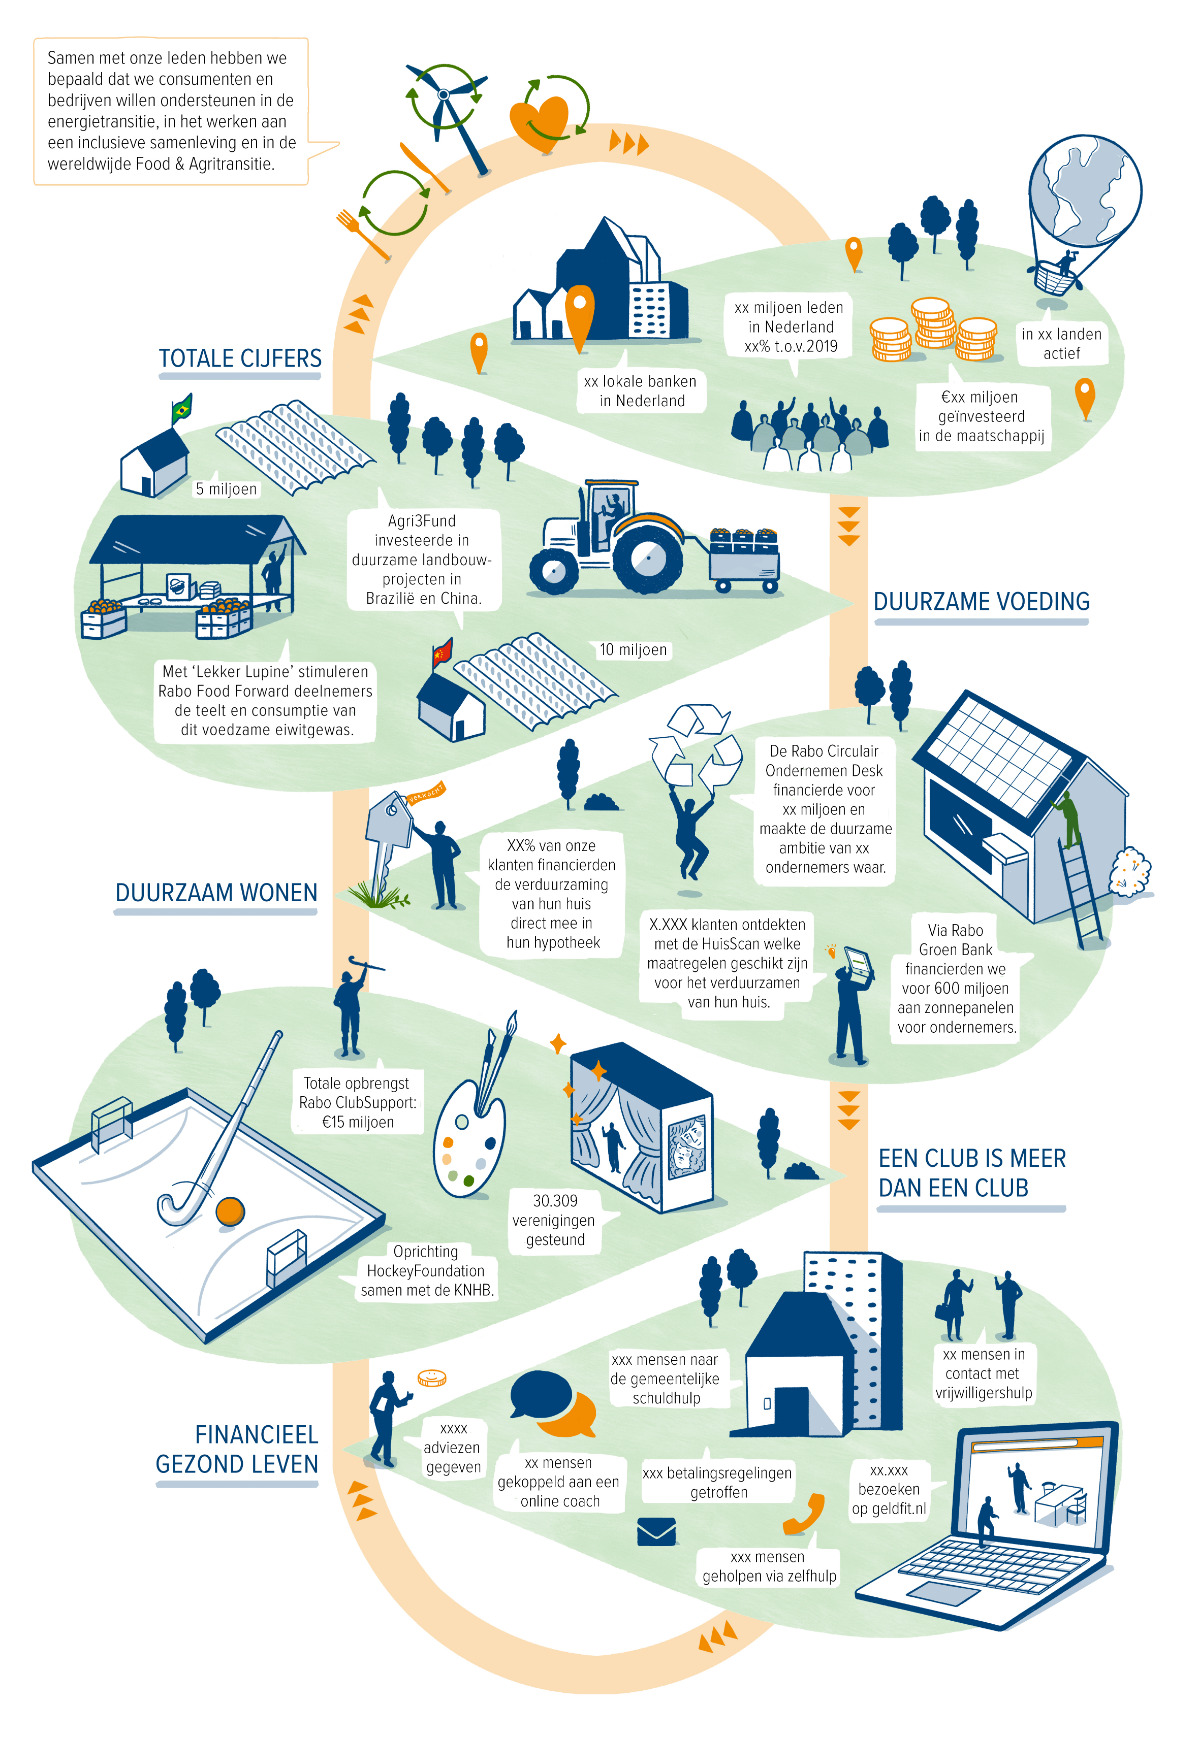 Samen met onze leden hebben we
bepaald dat we consumenten en
bedrijven willen ondersteunen in de
energietransitie, in het werken aan
een inclusieve samenleving en in de
wereldwijde Food & Agritransitie.
TOTALE CIJFERS
xx lokale banken
in Nederland
xx miljoen leden
in Nederland
xx% t.o.v.2019
€xx miljoen
geïnvesteerd
in de maatschappij
in xx landen
actief
DUURZAME VOEDING
5 miljoen
Agri3Fund
investeerde in
duurzame landbouw-
projecten in
Brazilië en China.
10 miljoen
Met ‘Lekker Lupine’ stimuleren
Rabo Food Forward deelnemers
de teelt en consumptie van
dit voedzame eiwitgewas.
DUURZAAM WONEN
VERKOCHT
XX% van onze
klanten financierden
de verduurzaming
van hun huis
direct mee in
hun hypotheek
De Rabo Circulair
Ondernemen Desk
financierde voor
xx miljoen en
maakte de duurzame
ambitie van xx
ondernemers waar.
X.XXX klanten ontdekten
met de HuisScan welke
maatregelen geschikt zijn
voor het verduurzamen
van hun huis.
Via Rabo
Groen Bank
financierden we
voor 600 miljoen
aan zonnepanelen
voor ondernemers.
EEN CLUB IS MEER
DAN EEN CLUB
Totale opbrengst
Rabo ClubSupport:
€15 miljoen
30.309
verenigingen
gesteund
Oprichting
HockeyFoundation
samen met de KNHB.
FINANCIEEL
GEZOND LEVEN
xxxx
adviezen
gegeven
xx mensen
gekoppeld aan een
online coach
xxx mensen naar
de gemeentelijke
schuldhulp
xxx betalingsregelingen
getroffen
xxx mensen
geholpen via zelfhulp
xx mensen in
contact met
vrijwilligershulp
xx.xxx
bezoeken
op geldfit.nl